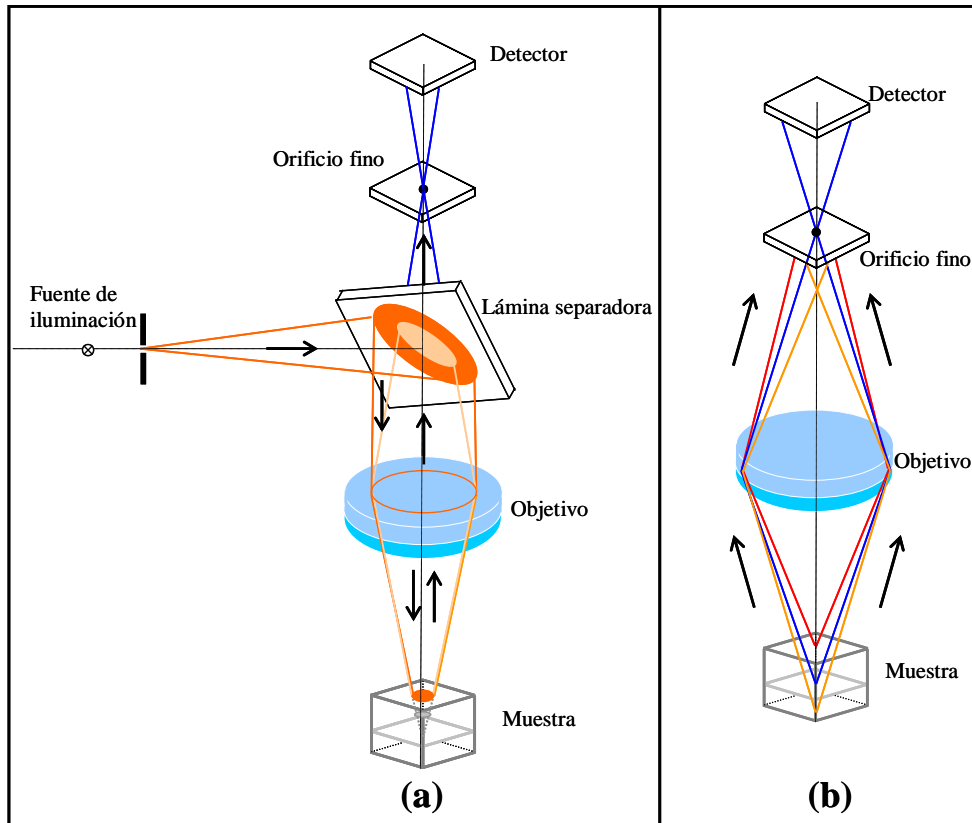 Detector
Orificio fino
Fuente de
iluminación
Lámina separadora
Objetivo
Muestra
(a)
Detector
Orificio fino
Objetivo
Muestra
(b)